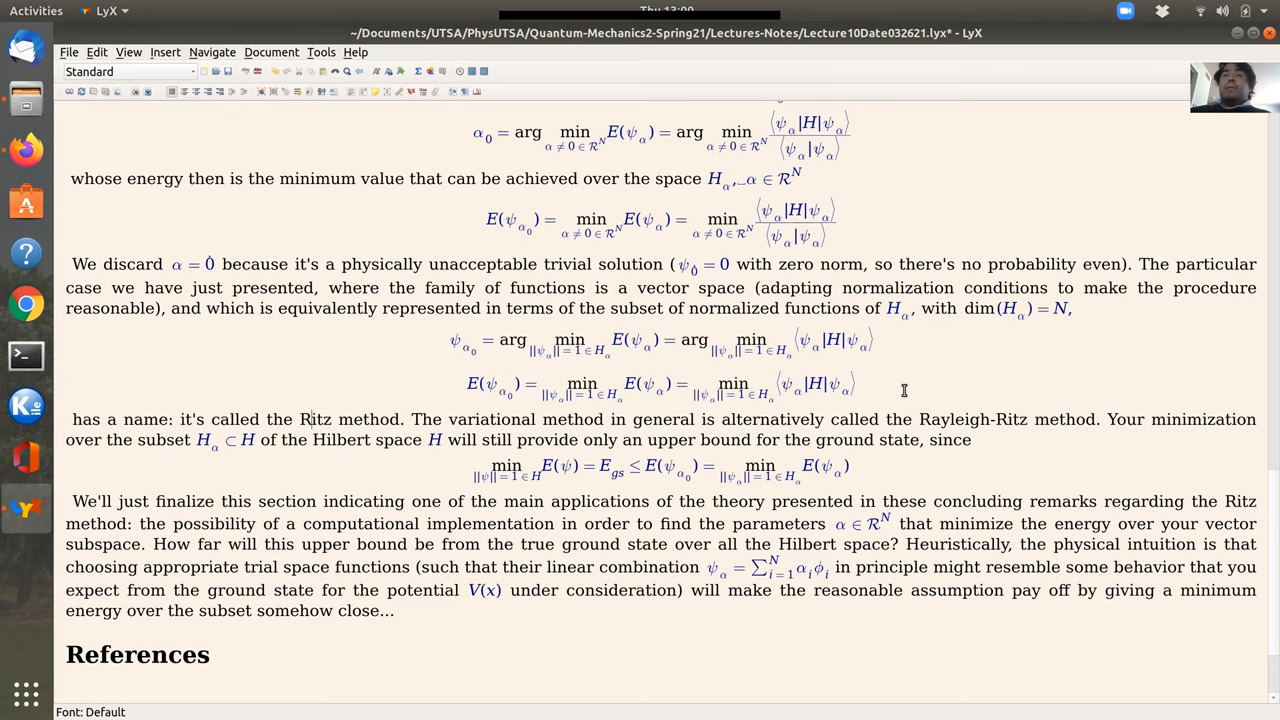 Activities LyX Thu 13:00
~/Documents/UTSA/PhysUTSA/Quantum-Mechanics2-Spring21/Lectures-Notes/Lecture10Date032621.lyx* - LyX
File Edit View Insert Navigate Document Tools Help
Standard
α₀ = arg min_{α ≠ 0 ∈ ℛ^N} E(ψ_α) = arg min_{α ≠ 0 ∈ ℛ^N} ⟨ψ_α|H|ψ_α⟩ / ⟨ψ_α|ψ_α⟩
whose energy then is the minimum value that can be achieved over the space H_α, α ∈ ℛ^N
E(ψ_{α₀}) = min_{α ≠ 0 ∈ ℛ^N} E(ψ_α) = min_{α ≠ 0 ∈ ℛ^N} ⟨ψ_α|H|ψ_α⟩ / ⟨ψ_α|ψ_α⟩
We discard α = 0̇ because it's a physically unacceptable trivial solution (ψ_0̇ = 0 with zero norm, so there's no probability even). The particular
case we have just presented, where the family of functions is a vector space (adapting normalization conditions to make the procedure
reasonable), and which is equivalently represented in terms of the subset of normalized functions of H_α, with dim(H_α) = N,
ψ_{α₀} = arg min_{||ψ_α|| = 1 ∈ H_α} E(ψ_α) = arg min_{||ψ_α|| = 1 ∈ H_α} ⟨ψ_α|H|ψ_α⟩
E(ψ_{α₀}) = min_{||ψ_α|| = 1 ∈ H_α} E(ψ_α) = min_{||ψ_α|| = 1 ∈ H_α} ⟨ψ_α|H|ψ_α⟩
has a name: it's called the Ritz method. The variational method in general is alternatively called the Rayleigh-Ritz method. Your minimization
over the subset H_α ⊂ H of the Hilbert space H will still provide only an upper bound for the ground state, since
min_{||ψ|| = 1 ∈ H} E(ψ) = E_{gs} ≤ E(ψ_{α₀}) = min_{||ψ_α|| = 1 ∈ H_α} E(ψ_α)
We'll just finalize this section indicating one of the main applications of the theory presented in these concluding remarks regarding the Ritz
method: the possibility of a computational implementation in order to find the parameters α ∈ ℛ^N that minimize the energy over your vector
subspace. How far will this upper bound be from the true ground state over all the Hilbert space? Heuristically, the physical intuition is that
choosing appropriate trial space functions (such that their linear combination ψ_α = ∑_{i=1}^N α_i ϕ_i in principle might resemble some behavior that you
expect from the ground state for the potential V(x) under consideration) will make the reasonable assumption pay off by giving a minimum
energy over the subset somehow close...
References
Font: Default